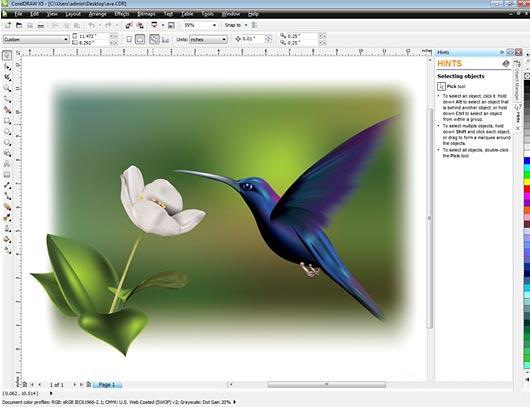 CorelDRAW X5 - [C:\Users\admin\Desktop\ave.CDR]
File Edit View Layout Arrange Effects Bitmaps Text Table Tools Window Help
59% Snap to
Custom 11.472" 8.292" Units: inches 0.01" 0.25" 0.25"
inches
Hints
HINTS
Selecting objects
Pick tool
• To select an object, click it. Hold
down Alt to select an object that
is behind another object, or hold
down Ctrl to select an object
from within a group.
• To select multiple objects, hold
down Shift and click each object,
or drag to form a marquee around
the objects.
• To select all objects, double-click
the Pick tool.
Object Manager
Hints
1 of 1 Page 1
(0.062, 10.514)
Document color profiles: RGB: sRGB IEC61966-2.1; CMYK: U.S. Web Coated (SWOP) v2; Grayscale: Dot Gain 20%